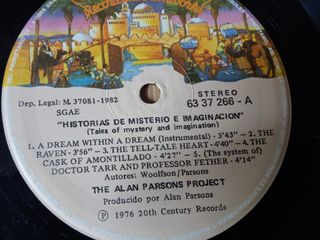 Dep. Legal: M. 37081-1982
SGAE
STEREO
63 37 266 - A
"HISTORIAS DE MISTERIO E IMAGINACION"
(Tales of mystery and imagination)
1. A DREAM WITHIN A DREAM (Instrumental) - 3'43" - 2. THE
RAVEN - 3'56" - 3. THE TELL-TALE HEART - 4'40" - 4. THE
CASK OF AMONTILLADO - 4'27" - 5. (The system of)
DOCTOR TARR AND PROFESSOR FETHER - 4'14"
Autores: Woolfson/Parsons
THE ALAN PARSONS PROJECT
Producido por Alan Parsons
℗ 1976 20th Century Records